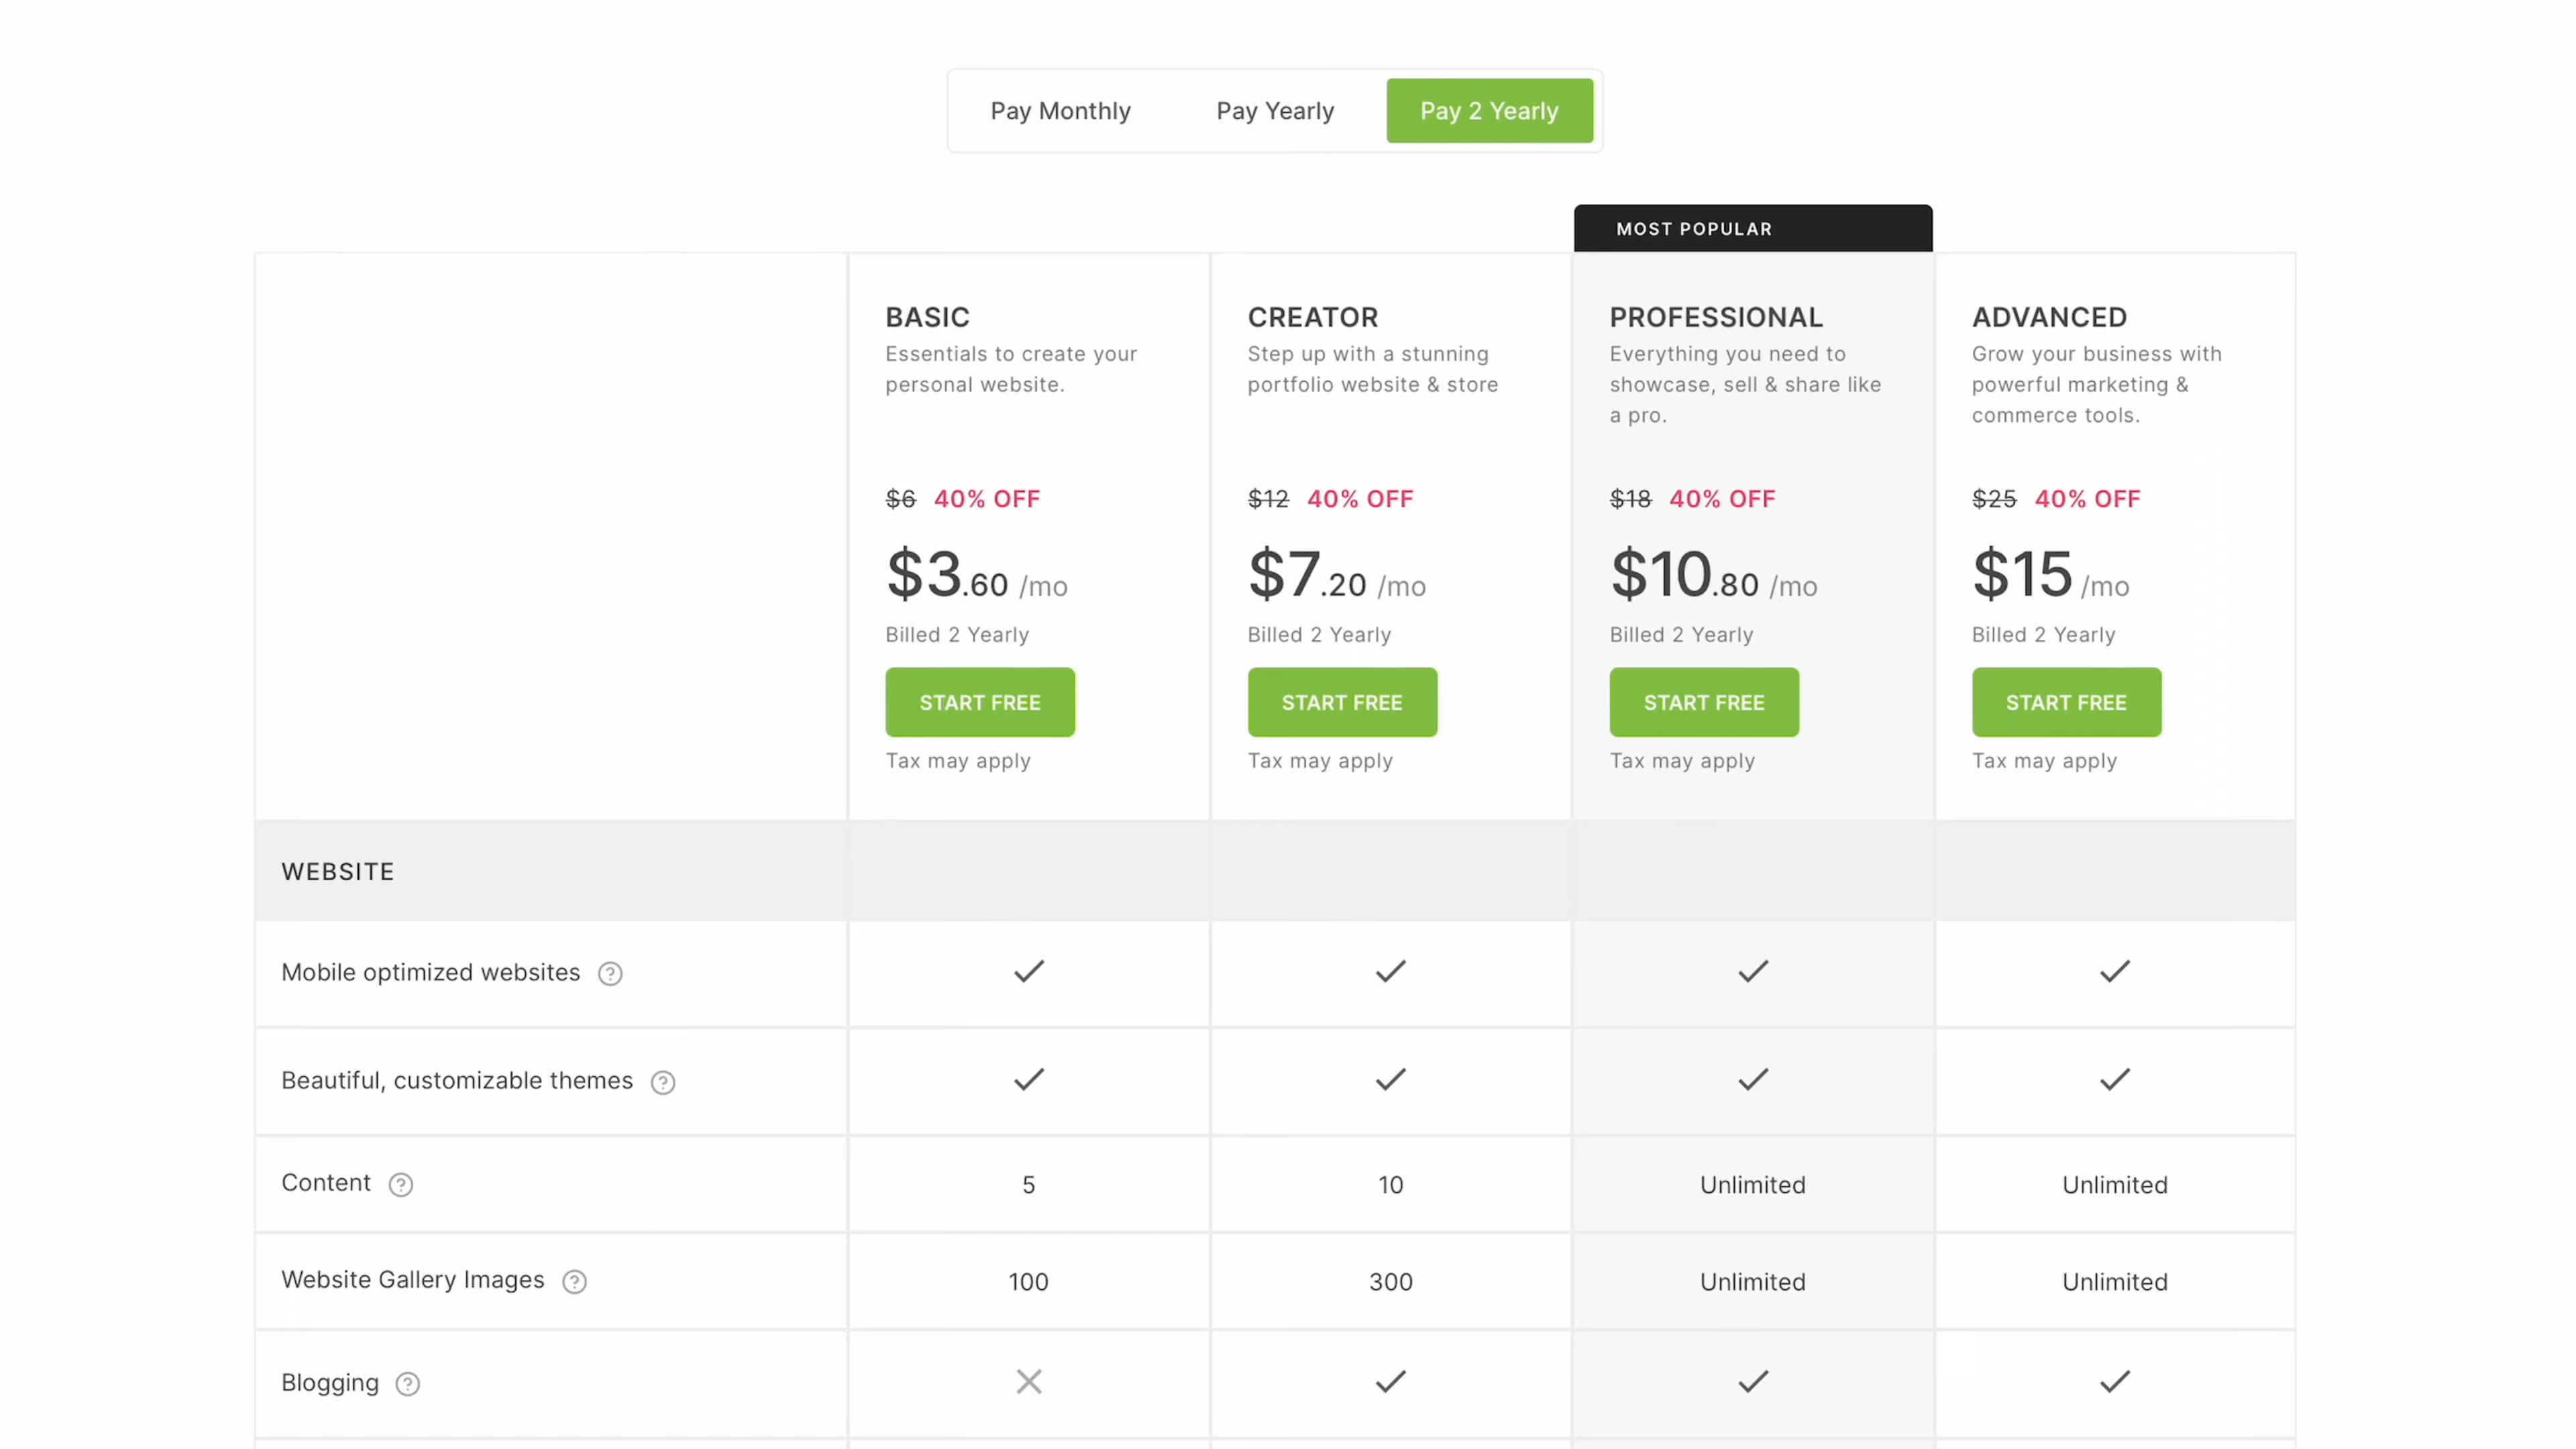 Pay Monthly Pay Yearly Pay 2 Yearly
MOST POPULAR
BASIC
Essentials to create your
personal website.
$6 40% OFF
$3.60 /mo
Billed 2 Yearly
START FREE
Tax may apply
CREATOR
Step up with a stunning
portfolio website & store
$12 40% OFF
$7.20 /mo
Billed 2 Yearly
START FREE
Tax may apply
PROFESSIONAL
Everything you need to
showcase, sell & share like
a pro.
$18 40% OFF
$10.80 /mo
Billed 2 Yearly
START FREE
Tax may apply
ADVANCED
Grow your business with
powerful marketing &
commerce tools.
$25 40% OFF
$15 /mo
Billed 2 Yearly
START FREE
Tax may apply
WEBSITE
Mobile optimized websites ?
Beautiful, customizable themes ?
Content ? 5 10 Unlimited Unlimited
Website Gallery Images ? 100 300 Unlimited Unlimited
Blogging ?